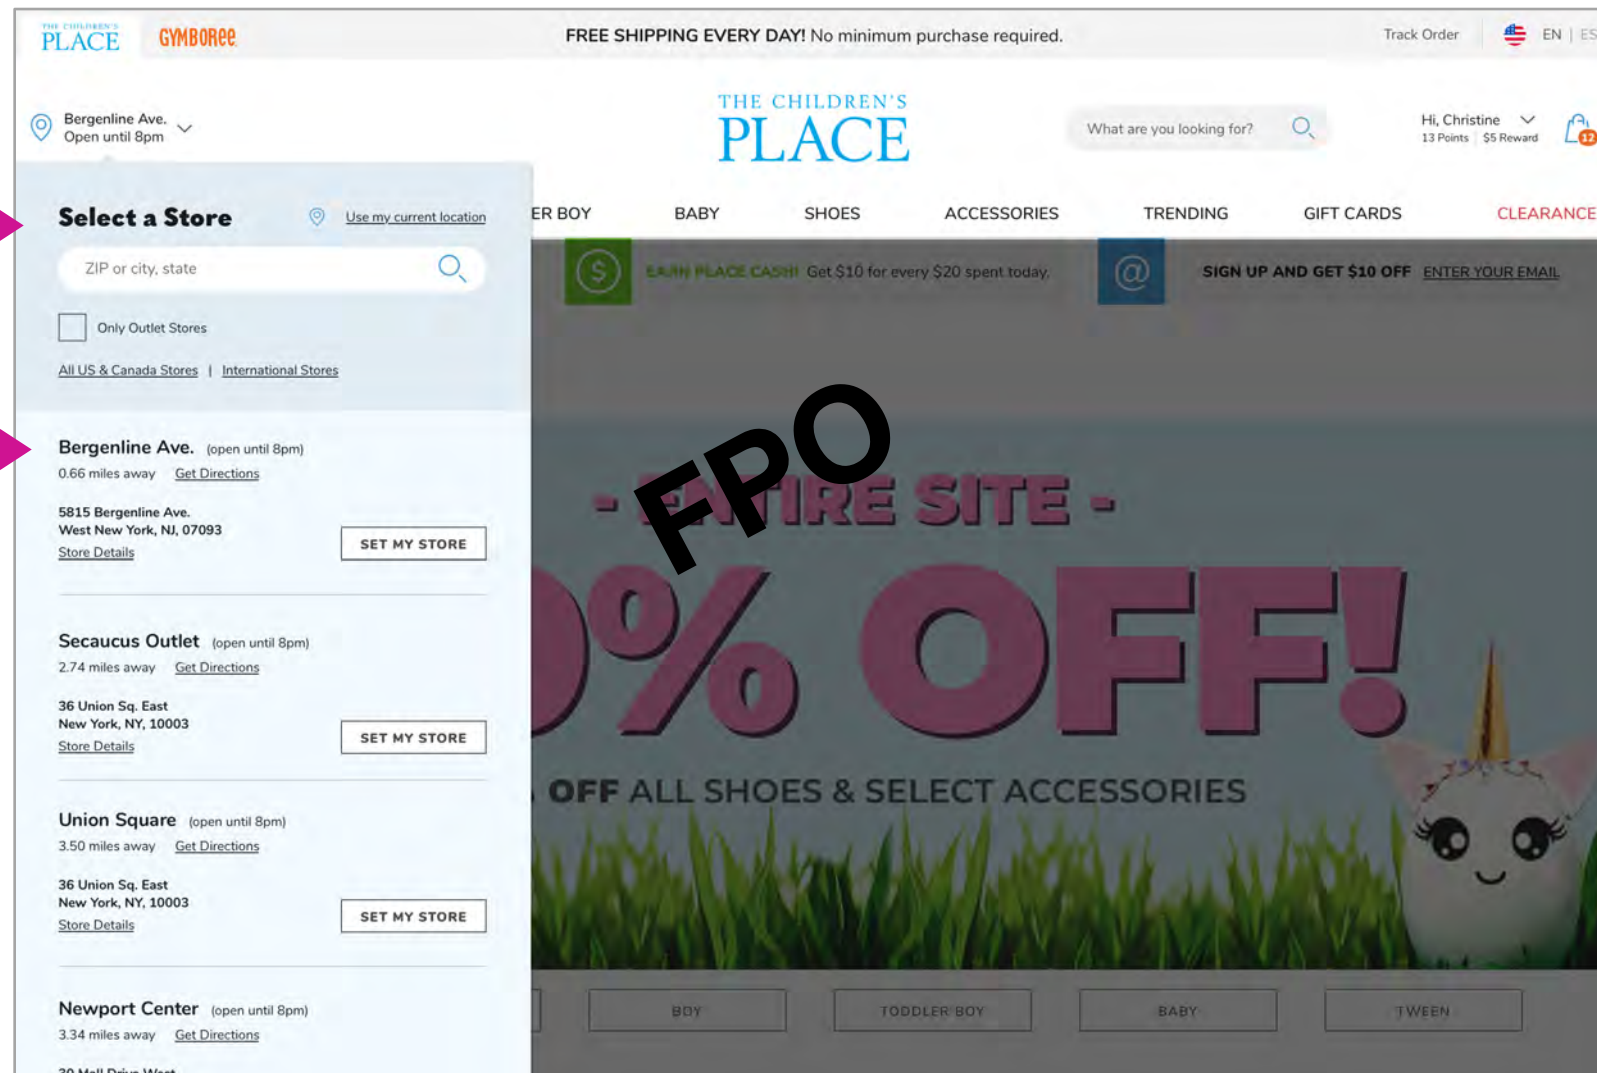 THE CHILDREN'S
PLACE
GYMBOREE
FREE SHIPPING EVERY DAY! No minimum purchase required.
Track Order
EN | ES
Bergenline Ave.
Open until 8pm
THE CHILDREN'S
PLACE
What are you looking for?
Hi, Christine
13 Points | $5 Reward
12
Select a Store
Use my current location
ER BOY
BABY
SHOES
ACCESSORIES
TRENDING
GIFT CARDS
CLEARANCE
ZIP or city, state
$
EARN PLACE CASH! Get $10 for every $20 spent today.
@
SIGN UP AND GET $10 OFF ENTER YOUR EMAIL
Only Outlet Stores
All US & Canada Stores | International Stores
Bergenline Ave. (open until 8pm)
0.66 miles away Get Directions
5815 Bergenline Ave.
West New York, NJ, 07093
Store Details
SET MY STORE
Secaucus Outlet (open until 8pm)
2.74 miles away Get Directions
36 Union Sq. East
New York, NY, 10003
Store Details
SET MY STORE
Union Square (open until 8pm)
3.50 miles away Get Directions
36 Union Sq. East
New York, NY, 10003
Store Details
SET MY STORE
Newport Center (open until 8pm)
3.34 miles away Get Directions
30 Mall Drive West
FPO
- ENTIRE SITE -
0% OFF!
OFF ALL SHOES & SELECT ACCESSORIES
BOY
TODDLER BOY
BABY
TWEEN